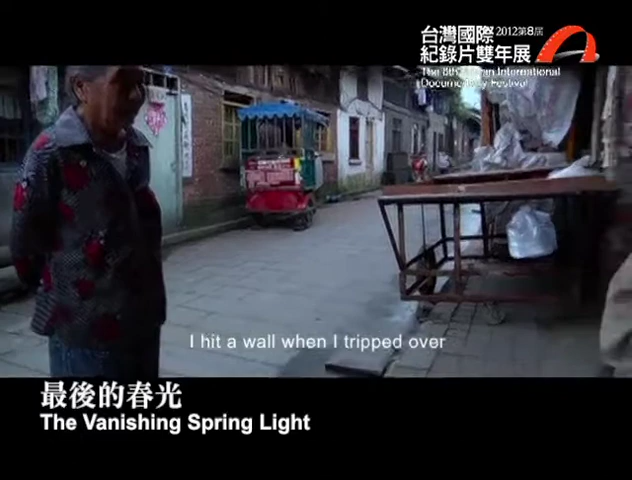 台灣國際 2012第8屆
紀錄片雙年展
The 8th Taiwan International
Documentary Festival
I hit a wall when I tripped over
最後的春光
The Vanishing Spring Light